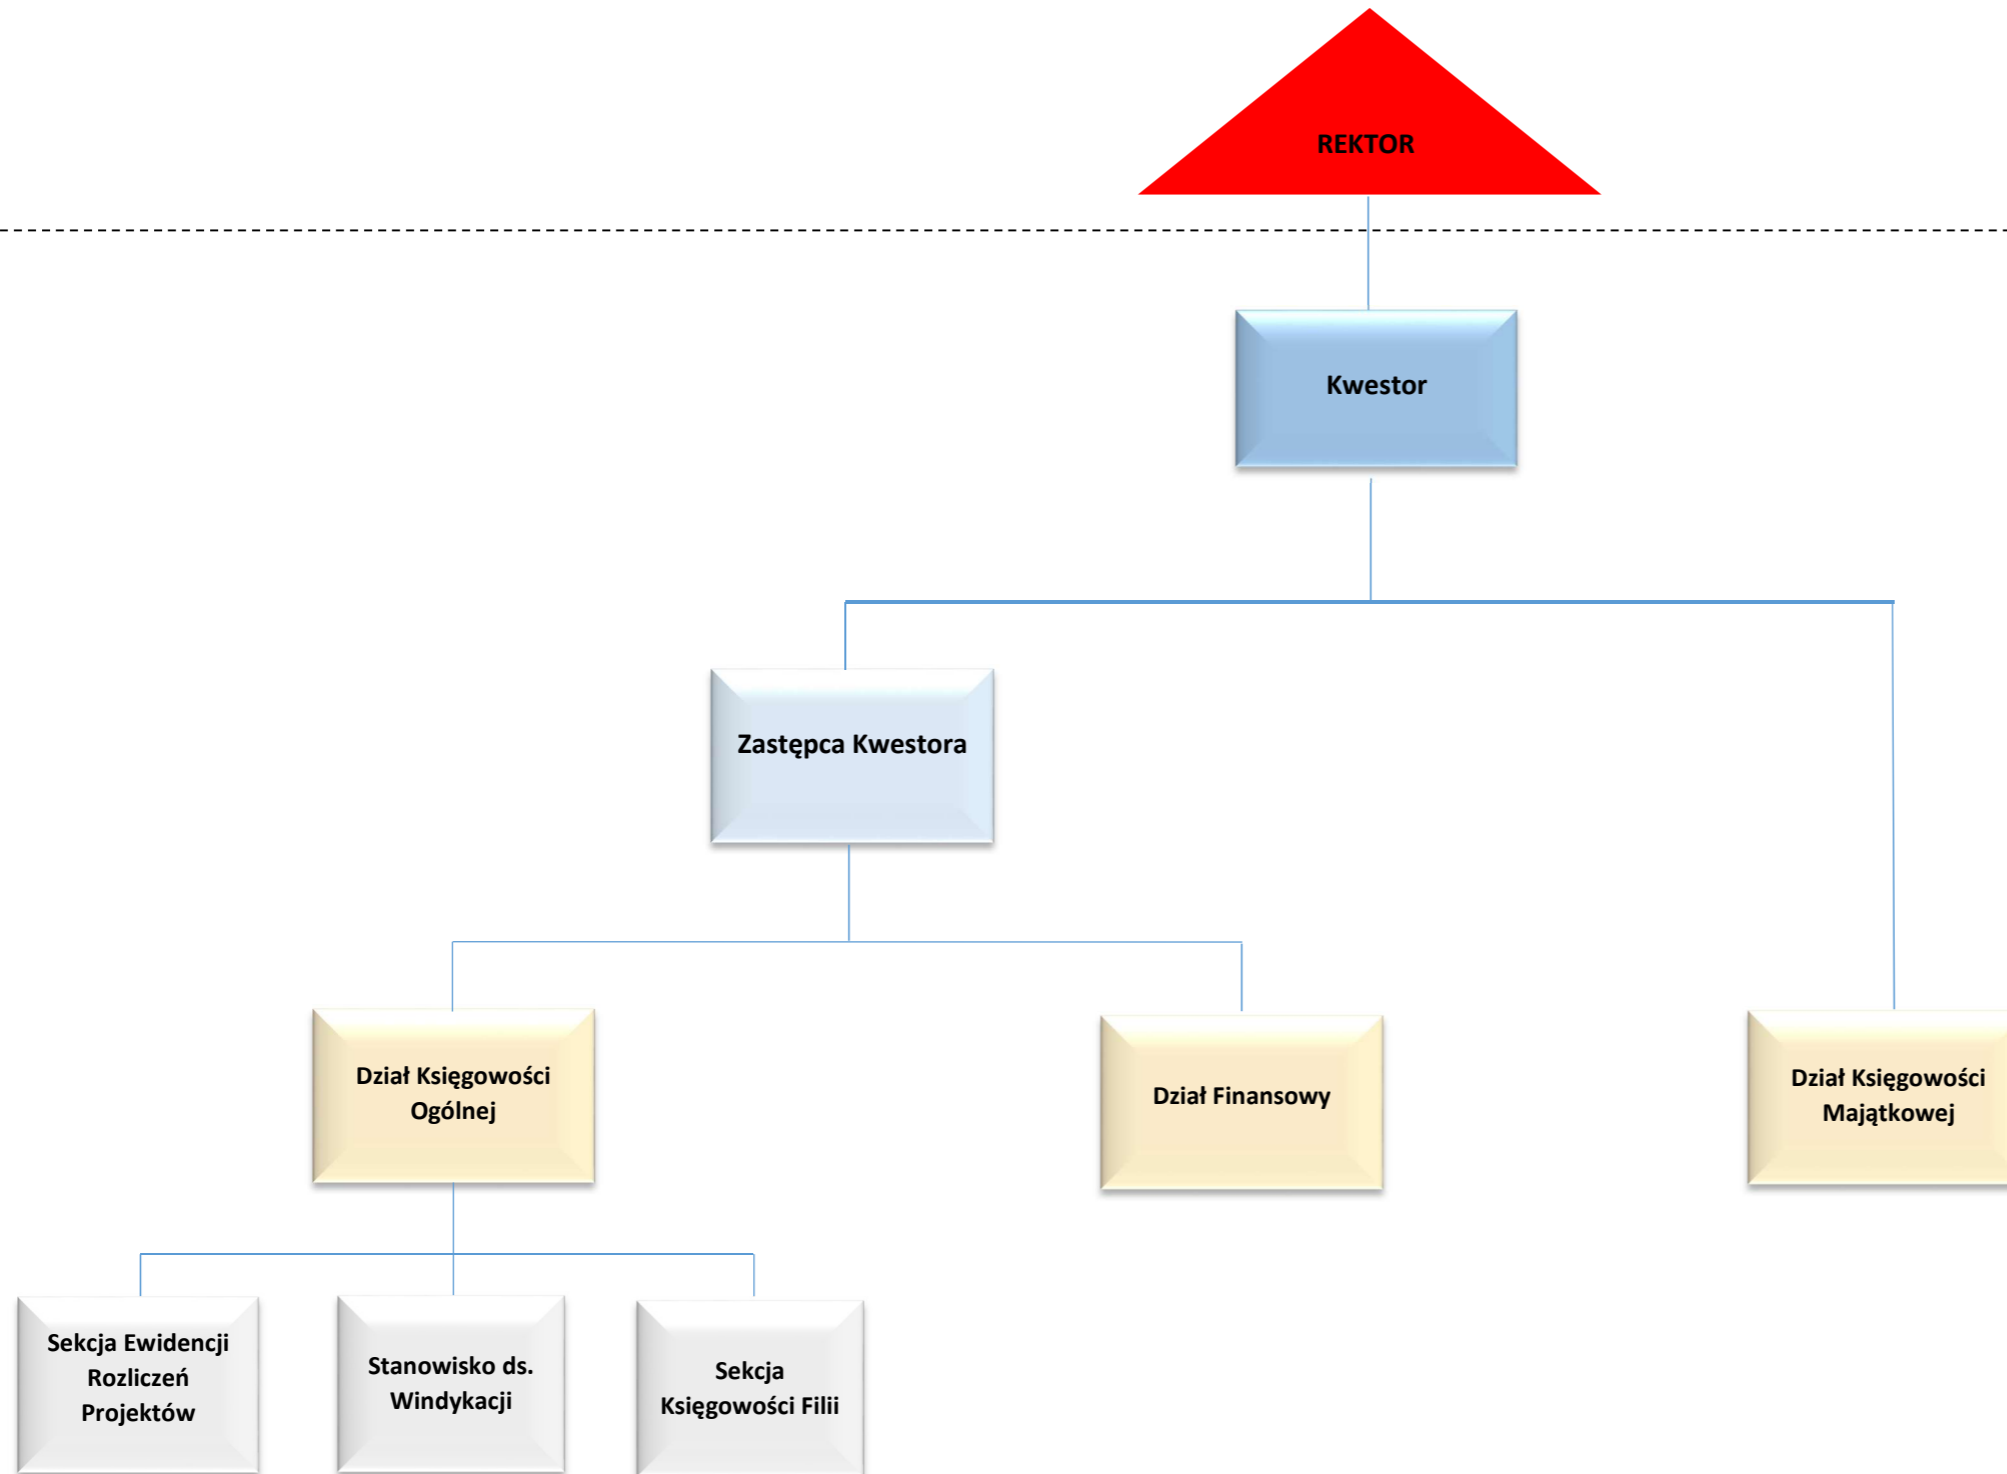 REKTOR
Kwestor
Zastępca Kwestora
Dział Księgowości
Ogólnej
Dział Finansowy
Dział Księgowości
Majątkowej
Sekcja Ewidencji
Rozliczeń
Projektów
Stanowisko ds.
Windykacji
Sekcja
Księgowości Filii